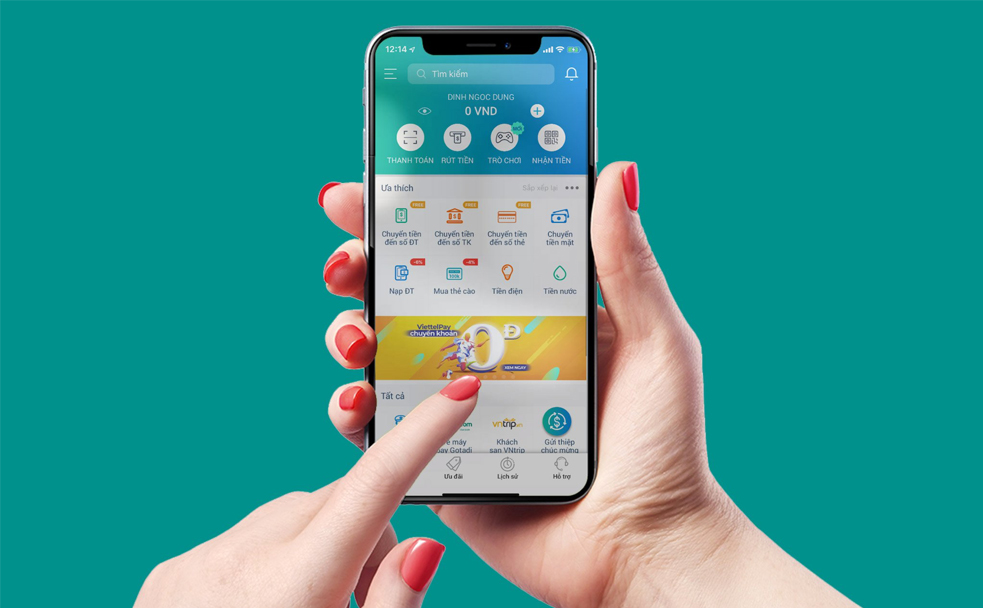 12:14
Tìm kiếm
DINH NGOC DUNG
0 VND
MỚI
THANH TOÁN RÚT TIỀN TRÒ CHƠI NHẬN TIỀN
Ưa thích Sắp xếp lại
FREE FREE FREE
Chuyển tiền đến số ĐT
Chuyển tiền đến số TK
Chuyển tiền đến số thẻ
Chuyển tiền mặt
Nạp ĐT
Mua thẻ cào
Tiền điện
Tiền nước
ViettelPay
chuyển khoản
0Đ
XEM NGAY
Tất cả
vntrip.vn
máy
Gotadi
Khách
sạn VNtrip
Gửi thiệp
chúc mừng
Ưu đãi Lịch sử Hỗ trợ